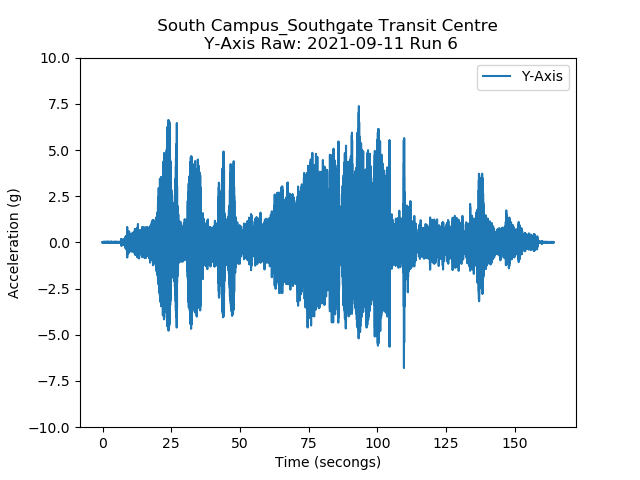 South Campus_Southgate Transit Centre
Y-Axis Raw: 2021-09-11 Run 6
Y-Axis
Acceleration (g)
10.0
7.5
5.0
2.5
0.0
−2.5
−5.0
−7.5
−10.0
0 25 50 75 100 125 150
Time (secongs)